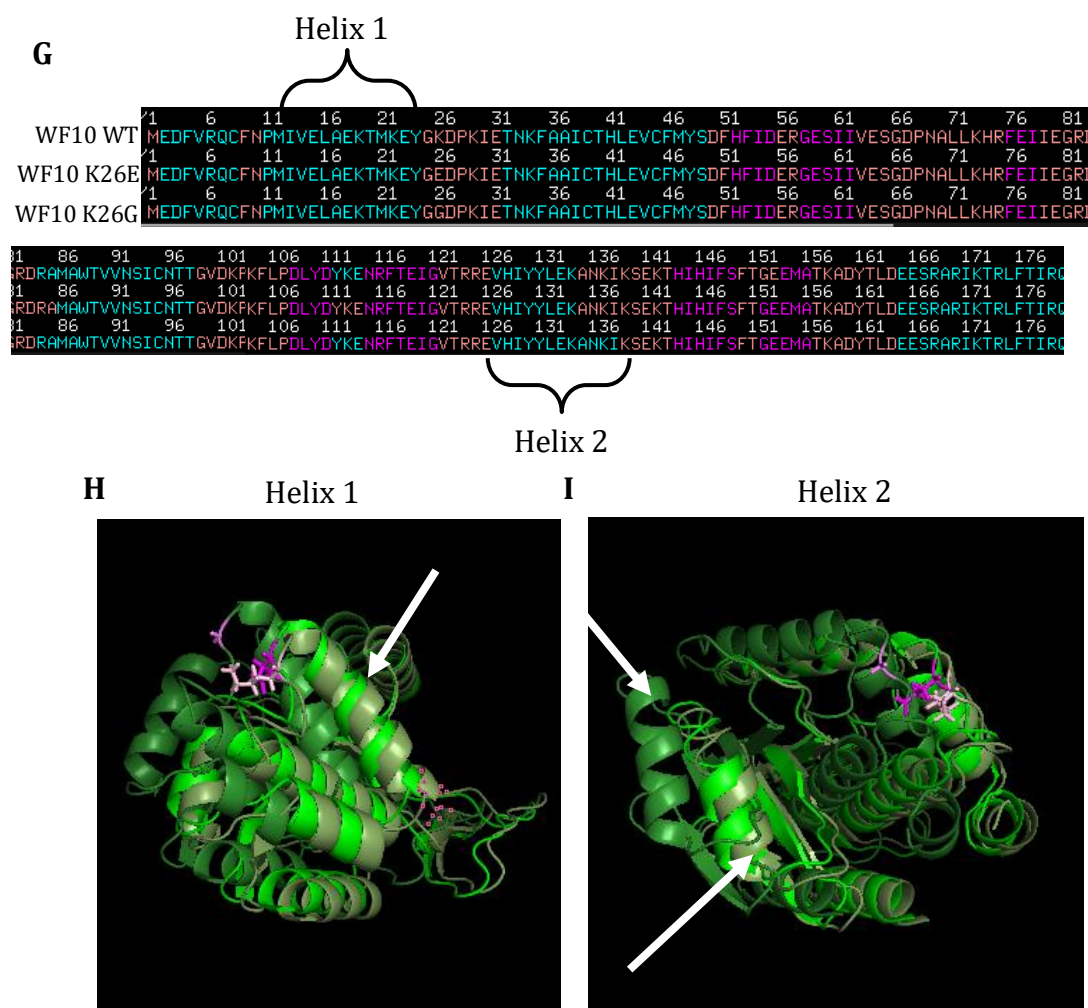 G
Helix 1
/1 6 11 16 21 26 31 36 41 46 51 56 61 66 71 76 81
WF10 WT MEDFVRQCFNPMIVELAEKTMKEYGKDPKIETNKFAAICTHLEVCFMYSDFHFIDERGESIIVESGDPNALLKHRFEIIEGRD
/1 6 11 16 21 26 31 36 41 46 51 56 61 66 71 76 81
WF10 K26E MEDFVRQCFNPMIVELAEKTMKEYGEDPKIETNKFAAICTHLEVCFMYSDFHFIDERGESIIVESGDPNALLKHRFEIIEGRD
/1 6 11 16 21 26 31 36 41 46 51 56 61 66 71 76 81
WF10 K26G MEDFVRQCFNPMIVELAEKTMKEYGGDPKIETNKFAAICTHLEVCFMYSDFHFIDERGESIIVESGDPNALLKHRFEIIEGRD
81 86 91 96 101 106 111 116 121 126 131 136 141 146 151 156 161 166 171 176
GRDRAMAWTVVNSICNTTGVDKPKFLPDLYDYKENRFTEIGVTRREVHIYYLEKANKIKSEKTHIHIFSFTGEEMATKADYTLDEESRARIKTRLFTIRQ
81 86 91 96 101 106 111 116 121 126 131 136 141 146 151 156 161 166 171 176
GRDRAMAWTVVNSICNTTGVDKPKFLPDLYDYKENRFTEIGVTRREVHIYYLEKANKIKSEKTHIHIFSFTGEEMATKADYTLDEESRARIKTRLFTIRQ
81 86 91 96 101 106 111 116 121 126 131 136 141 146 151 156 161 166 171 176
GRDRAMAWTVVNSICNTTGVDKPKFLPDLYDYKENRFTEIGVTRREVHIYYLEKANKIKSEKTHIHIFSFTGEEMATKADYTLDEESRARIKTRLFTIRQ
Helix 2
H Helix 1
I Helix 2